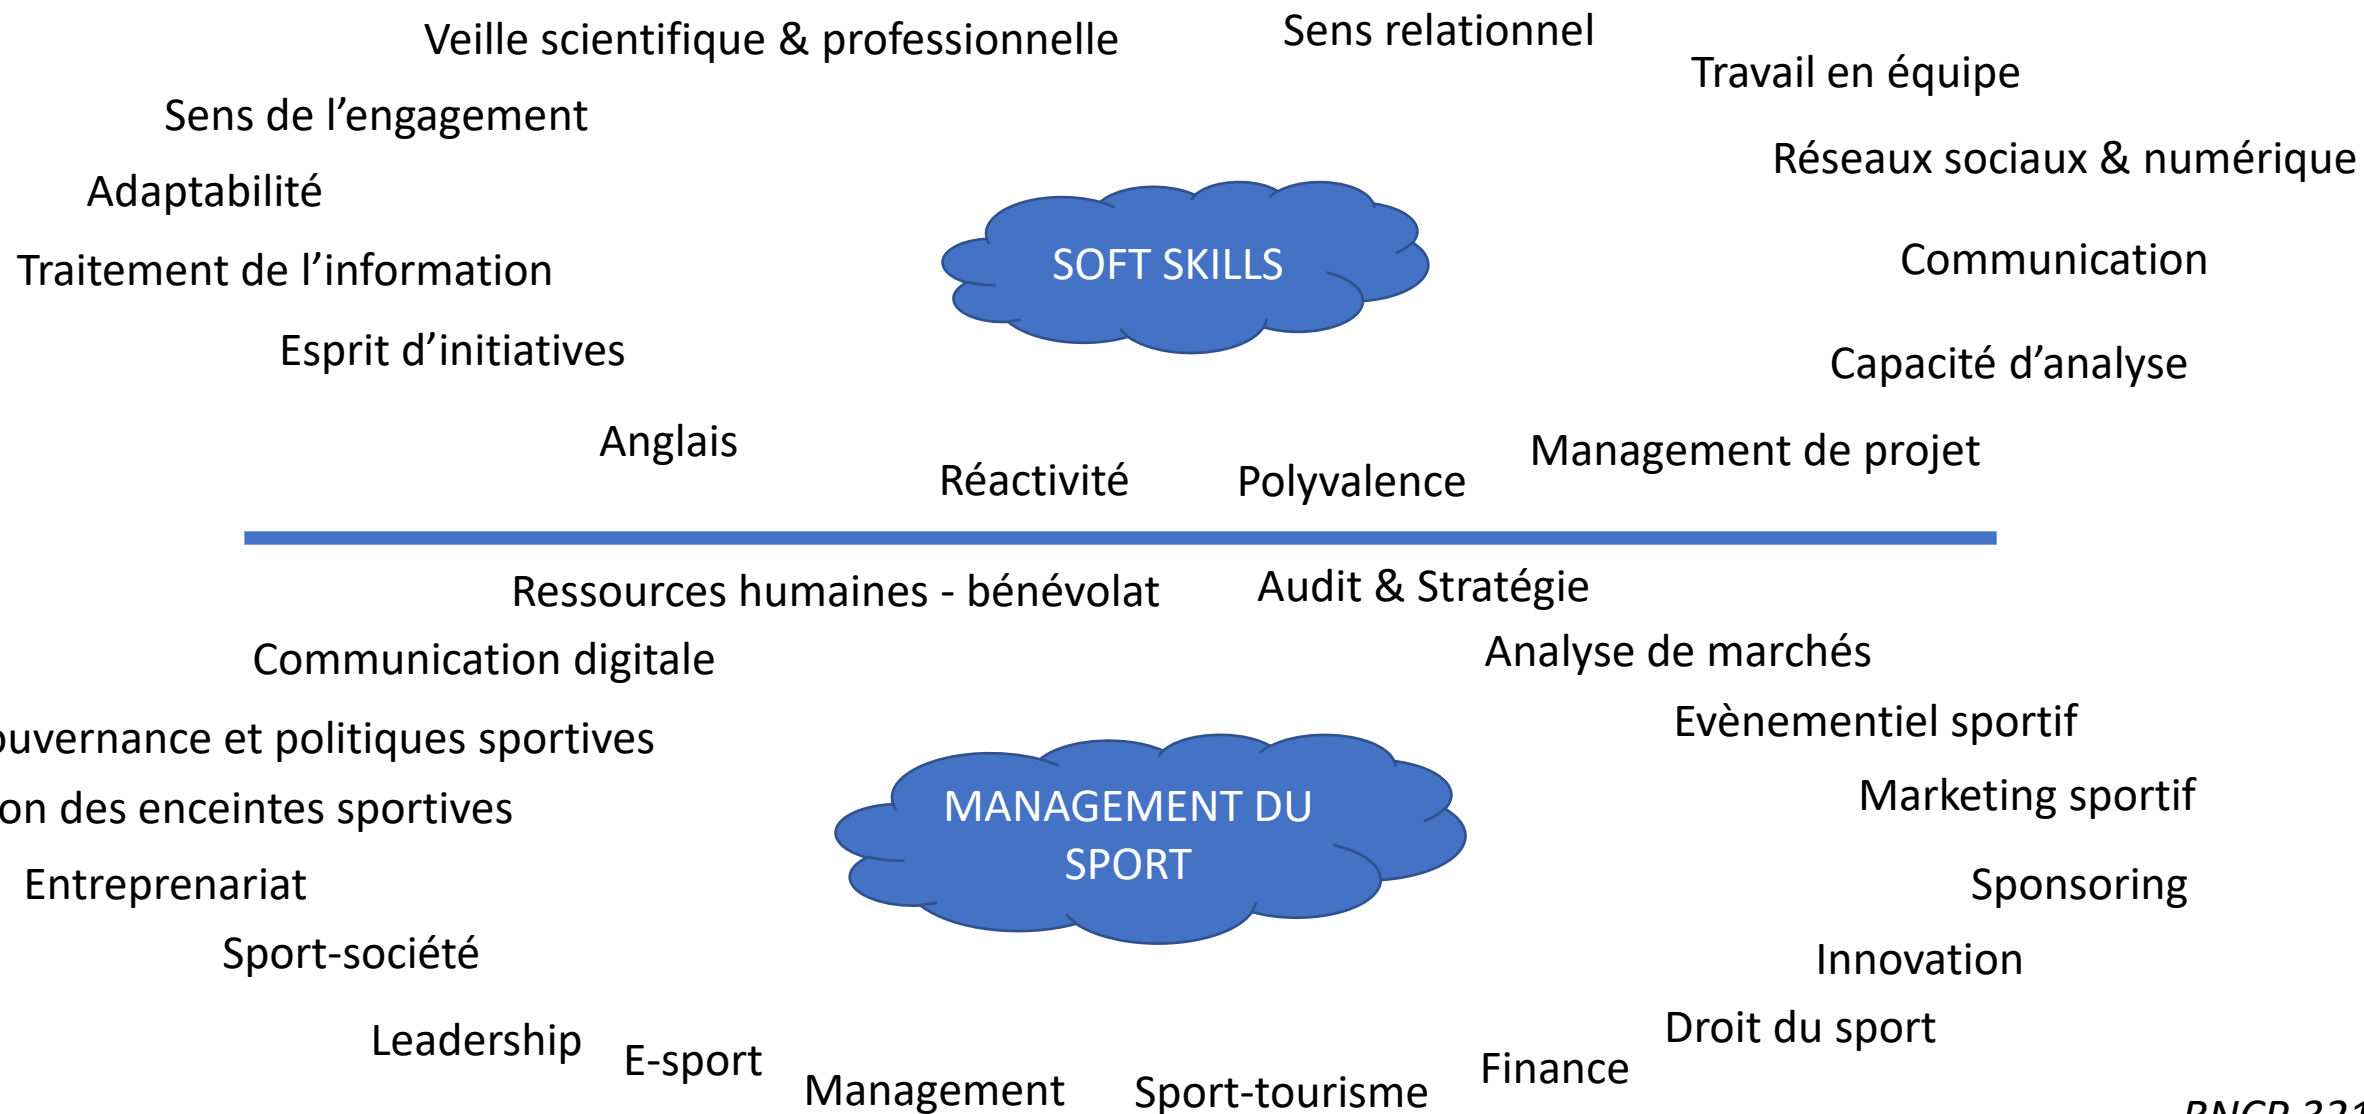 Veille scientifique & professionnelle
Sens relationnel
Travail en équipe
Sens de l’engagement
Réseaux sociaux & numérique
Adaptabilité
SOFT SKILLS
Communication
Traitement de l’information
Esprit d’initiatives
Capacité d’analyse
Anglais
Management de projet
Réactivité
Polyvalence
Ressources humaines - bénévolat
Audit & Stratégie
Communication digitale
Analyse de marchés
et politiques sportives
Evènementiel sportif
des enceintes sportives
MANAGEMENT DU
SPORT
Marketing sportif
Entreprenariat
Sponsoring
Sport-société
Innovation
Leadership
Droit du sport
E-sport
Finance
Management
Sport-tourisme